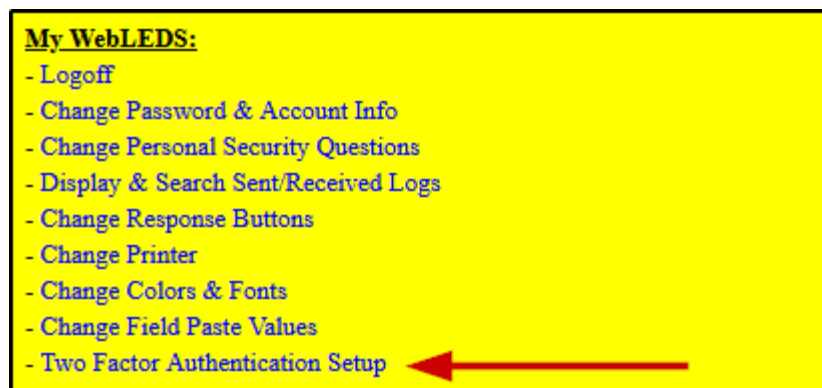 My WebLEDS:
- Logoff
- Change Password & Account Info
- Change Personal Security Questions
- Display & Search Sent/Received Logs
- Change Response Buttons
- Change Printer
- Change Colors & Fonts
- Change Field Paste Values
- Two Factor Authentication Setup